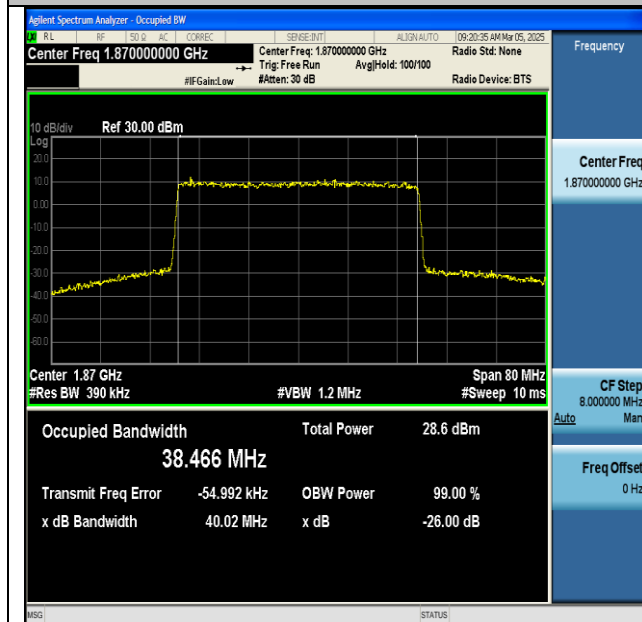 Agilent Spectrum Analyzer - Occupied BW
LXI RL RF 50 Ω AC CORREC SENSE:INT ALIGN AUTO 09:20:35 AM Mar 05, 2025
Center Freq 1.870000000 GHz
Center Freq: 1.870000000 GHz
Radio Std: None
Trig: Free Run Avg|Hold: 100/100
#IFGain:Low
#Atten: 30 dB
Radio Device: BTS
10 dB/div Ref 30.00 dBm
Log
20.0
10.0
0.00
-10.0
-20.0
-30.0
-40.0
-50.0
-60.0
Center 1.87 GHz Span 80 MHz
#Res BW 390 kHz #VBW 1.2 MHz #Sweep 10 ms
Occupied Bandwidth
38.466 MHz
Total Power 28.6 dBm
Transmit Freq Error -54.992 kHz OBW Power 99.00 %
x dB Bandwidth 40.02 MHz x dB -26.00 dB
MSG STATUS
Frequency
Center Freq
1.870000000 GHz
CF Step
8.000000 MHz
Auto Man
Freq Offset
0 Hz